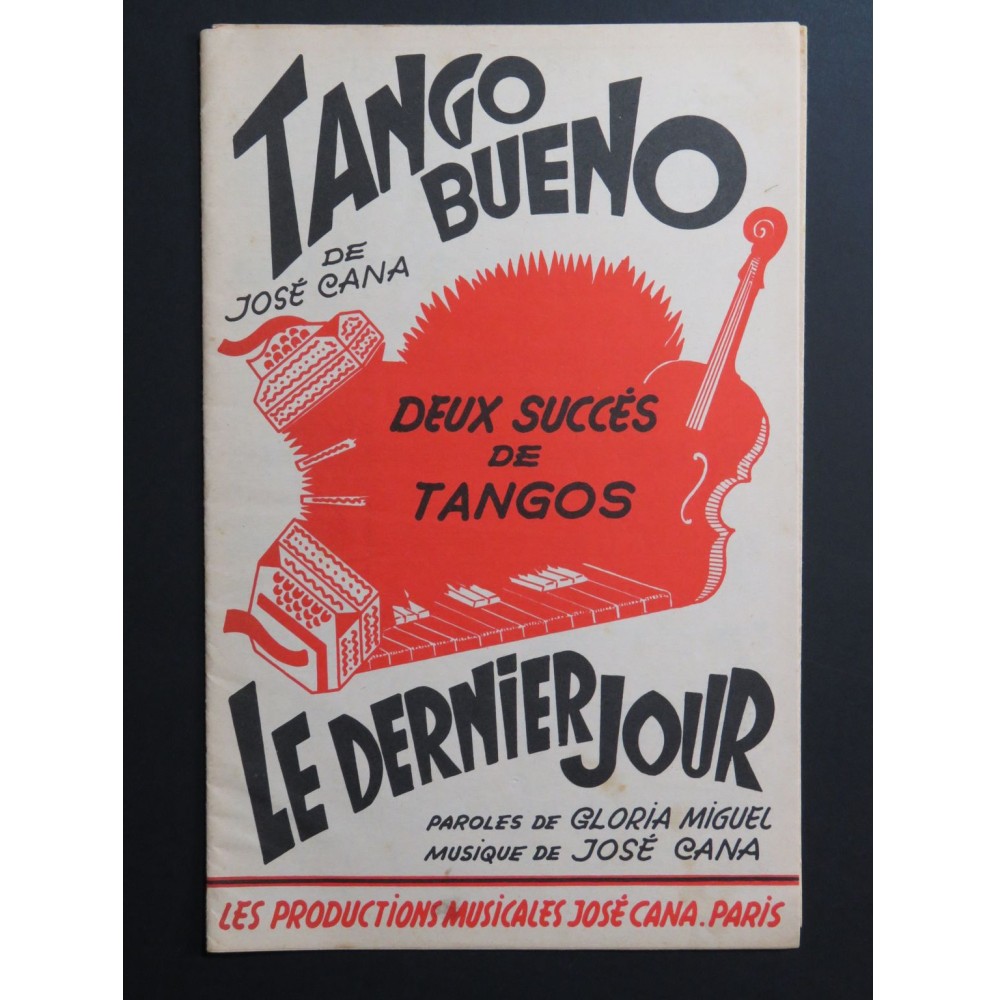 TANGO
BUENO
DE
JOSÉ CANA
DEUX SUCCÉS
DE
TANGOS
LE DERNiER JOUR
PAROLES DE GLORiA MiGUEL
MUSiQUE DE JOSÉ CANA
LES PRODUCTiONS MUSiCALES JOSÉ CANA. PARiS